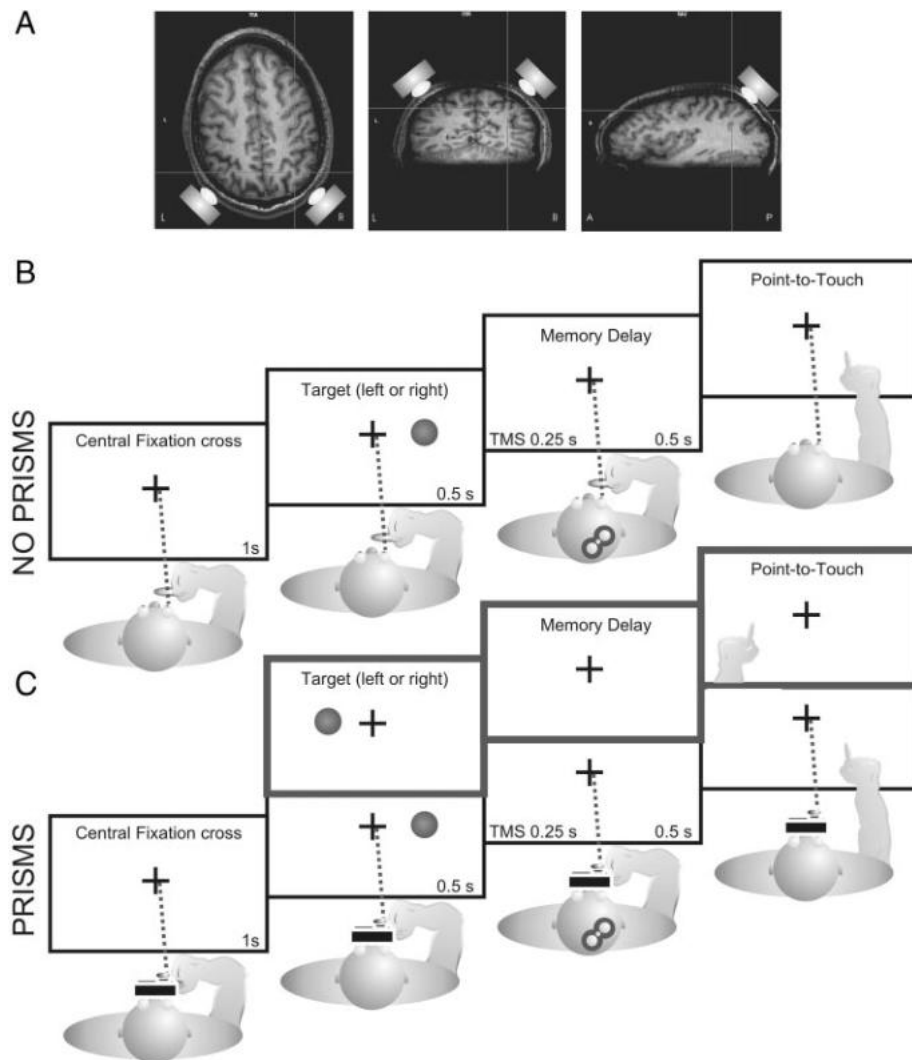 A
L
R
L
A
P
B
NO PRISMS
Central Fixation cross
1s
Target (left or right)
0.5 s
Memory Delay
TMS 0.25 s
0.5 s
Point-to-Touch
C
PRISMS
Central Fixation cross
1s
Target (left or right)
0.5 s
Memory Delay
TMS 0.25 s
0.5 s
Point-to-Touch